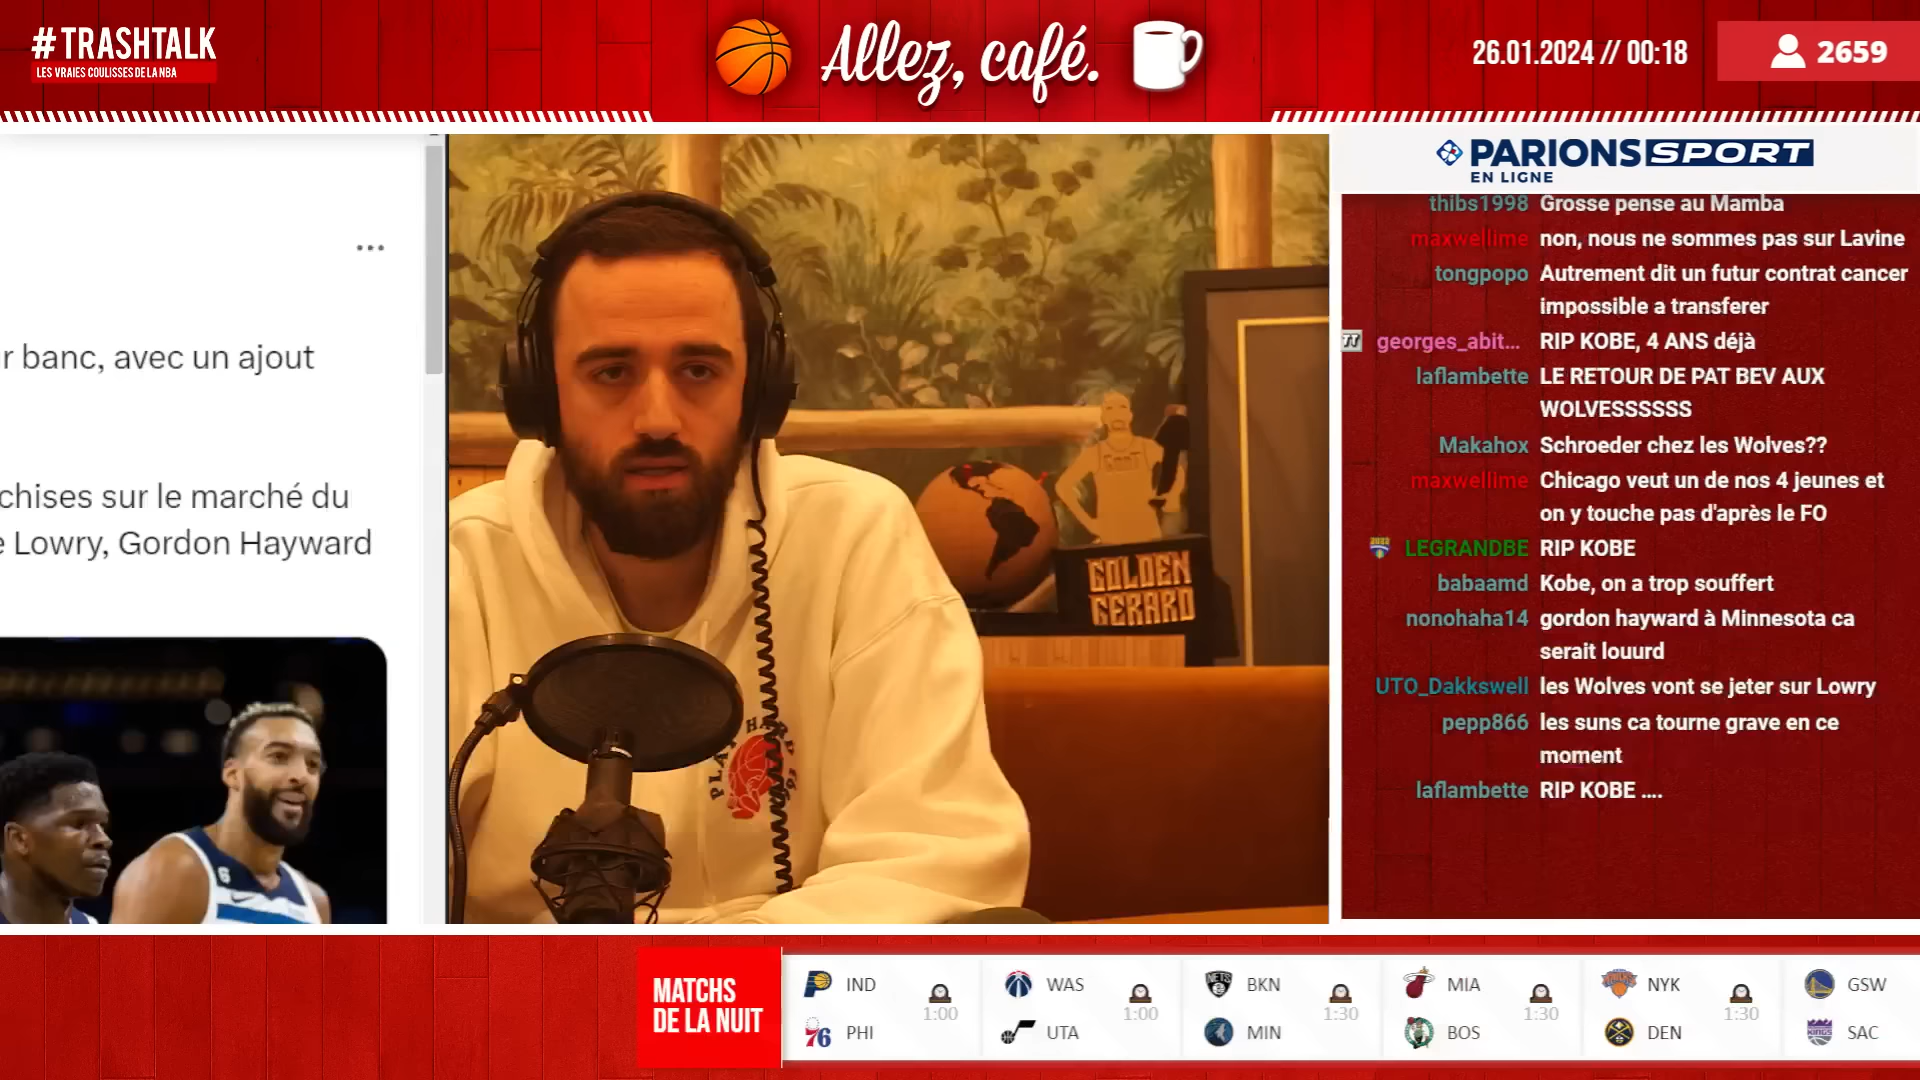 #TRASHTALK
LES VRAIES COULISSES DE LA NBA
Allez, café.
26.01.2024 // 00:18
2659
r banc, avec un ajout
chises sur le marché du
e Lowry, Gordon Hayward
6
GOLDEN
GERARD
PARIONS SPORT
EN LIGNE
thibs1998 Grosse pense au Mamba
maxwellime non, nous ne sommes pas sur Lavine
tongpopo Autrement dit un futur contrat cancer
impossible a transferer
georges_abit... RIP KOBE, 4 ANS déjà
laflambette LE RETOUR DE PAT BEV AUX
WOLVESSSSSS
Makahox Schroeder chez les Wolves??
maxwellime Chicago veut un de nos 4 jeunes et
on y touche pas d'après le FO
LEGRANDBE RIP KOBE
babaamd Kobe, on a trop souffert
nonohaha14 gordon hayward à Minnesota ca
serait louurd
UTO_Dakkswell les Wolves vont se jeter sur Lowry
pepp866 les suns ca tourne grave en ce
moment
laflambette RIP KOBE ....
MATCHS
DE LA NUIT
IND
PHI
1:00
WAS
UTA
1:00
NETS
BKN
MIN
1:30
MIA
BOS
1:30
NYK
DEN
1:30
GSW
SAC